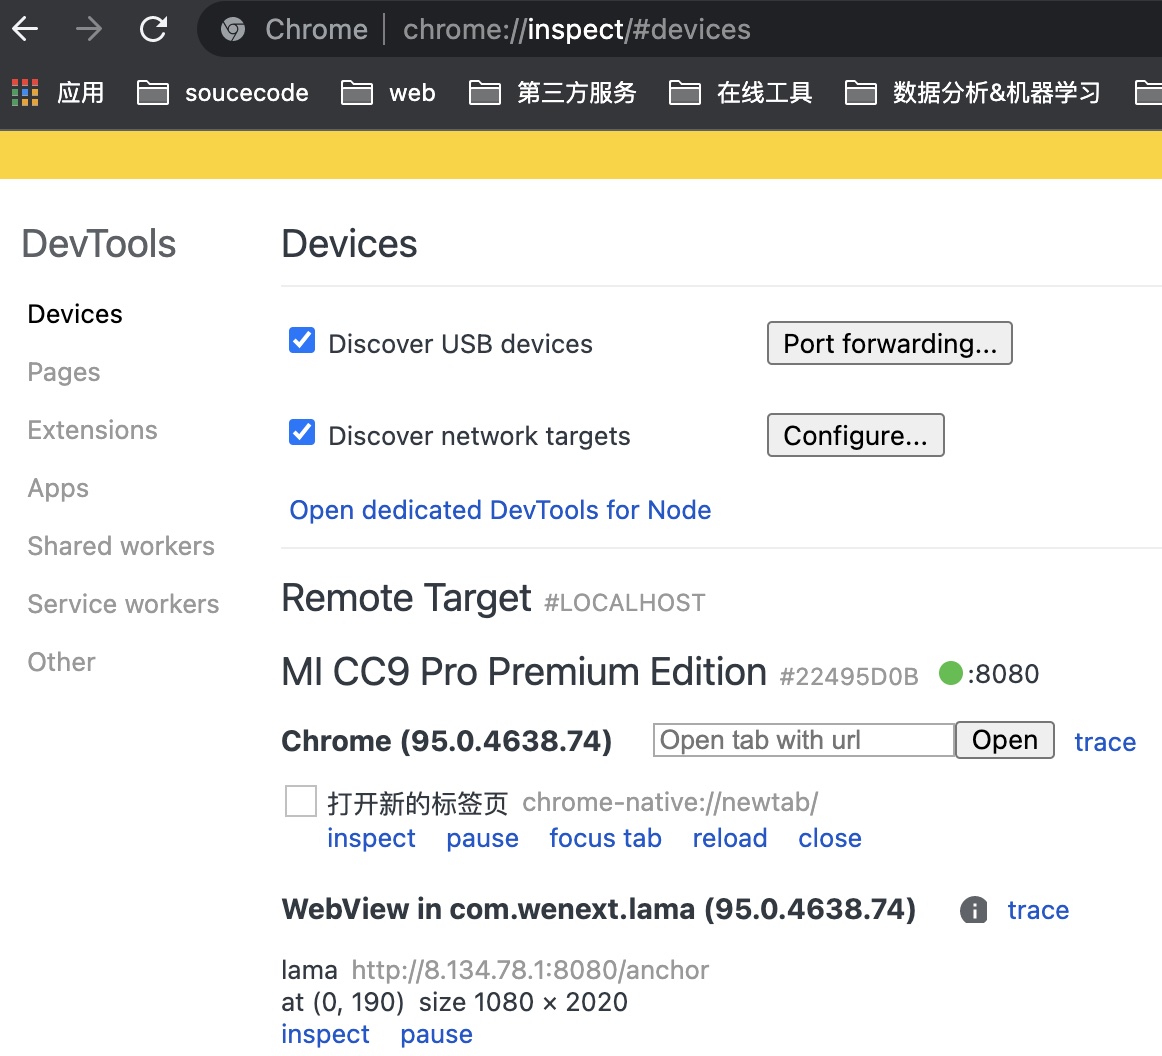 Chrome | chrome://inspect/#devices
应用 soucecode web 第三方服务 在线工具 数据分析&机器学习
DevTools
Devices
Devices
Pages
Extensions
Apps
Shared workers
Service workers
Other
Discover USB devices Port forwarding...
Discover network targets Configure...
Open dedicated DevTools for Node
Remote Target #LOCALHOST
MI CC9 Pro Premium Edition #22495D0B :8080
Chrome (95.0.4638.74) Open tab with url Open trace
打开新的标签页 chrome-native://newtab/
inspect pause focus tab reload close
WebView in com.wenext.lama (95.0.4638.74) trace
lama http://8.134.78.1:8080/anchor
at (0, 190) size 1080 × 2020
inspect pause